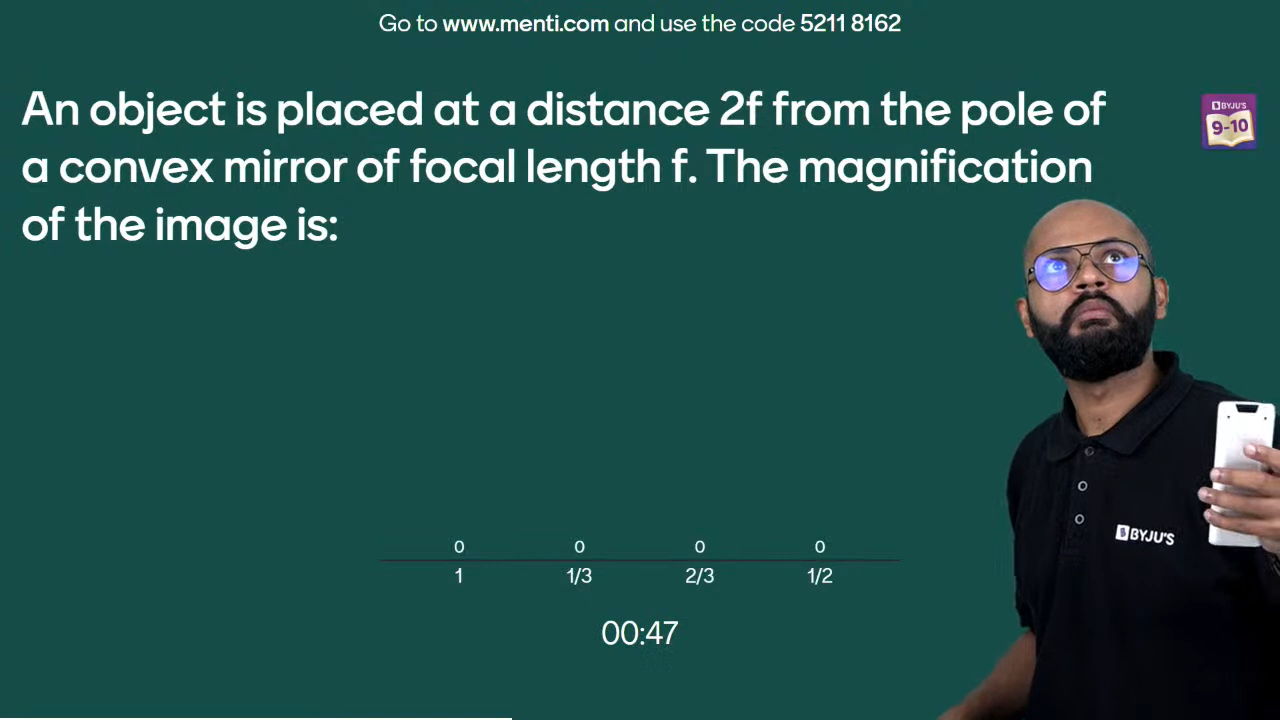 Go to www.menti.com and use the code 5211 8162
An object is placed at a distance 2f from the pole of
a convex mirror of focal length f. The magnification
of the image is:
BYJU'S
9-10
BYJU'S
0 0 0 0
1 1/3 2/3 1/2
00:47